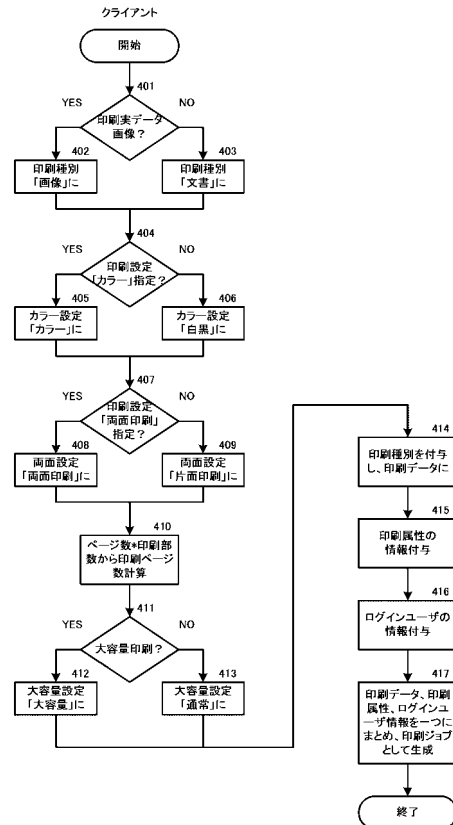 クライアント
開始
401
YES
NO
印刷実データ
画像?
402
印刷種別
「画像」に
403
印刷種別
「文書」に
404
YES
NO
印刷設定
「カラー」指定?
405
カラー設定
「カラー」に
406
カラー設定
「白黒」に
407
YES
NO
印刷設定
「両面印刷」
指定?
408
両面設定
「両面印刷」に
409
両面設定
「片面印刷」に
410
ページ数*印刷部
数から印刷ページ
数計算
411
YES
NO
大容量印刷?
412
大容量設定
「大容量」に
413
大容量設定
「通常」に
414
印刷種別を付与
し、印刷データに
415
印刷属性の
情報付与
416
ログインユーザの
情報付与
417
印刷データ、印刷
属性、ログインユ
ーザ情報を一つに
まとめ、印刷ジョブ
として生成
終了